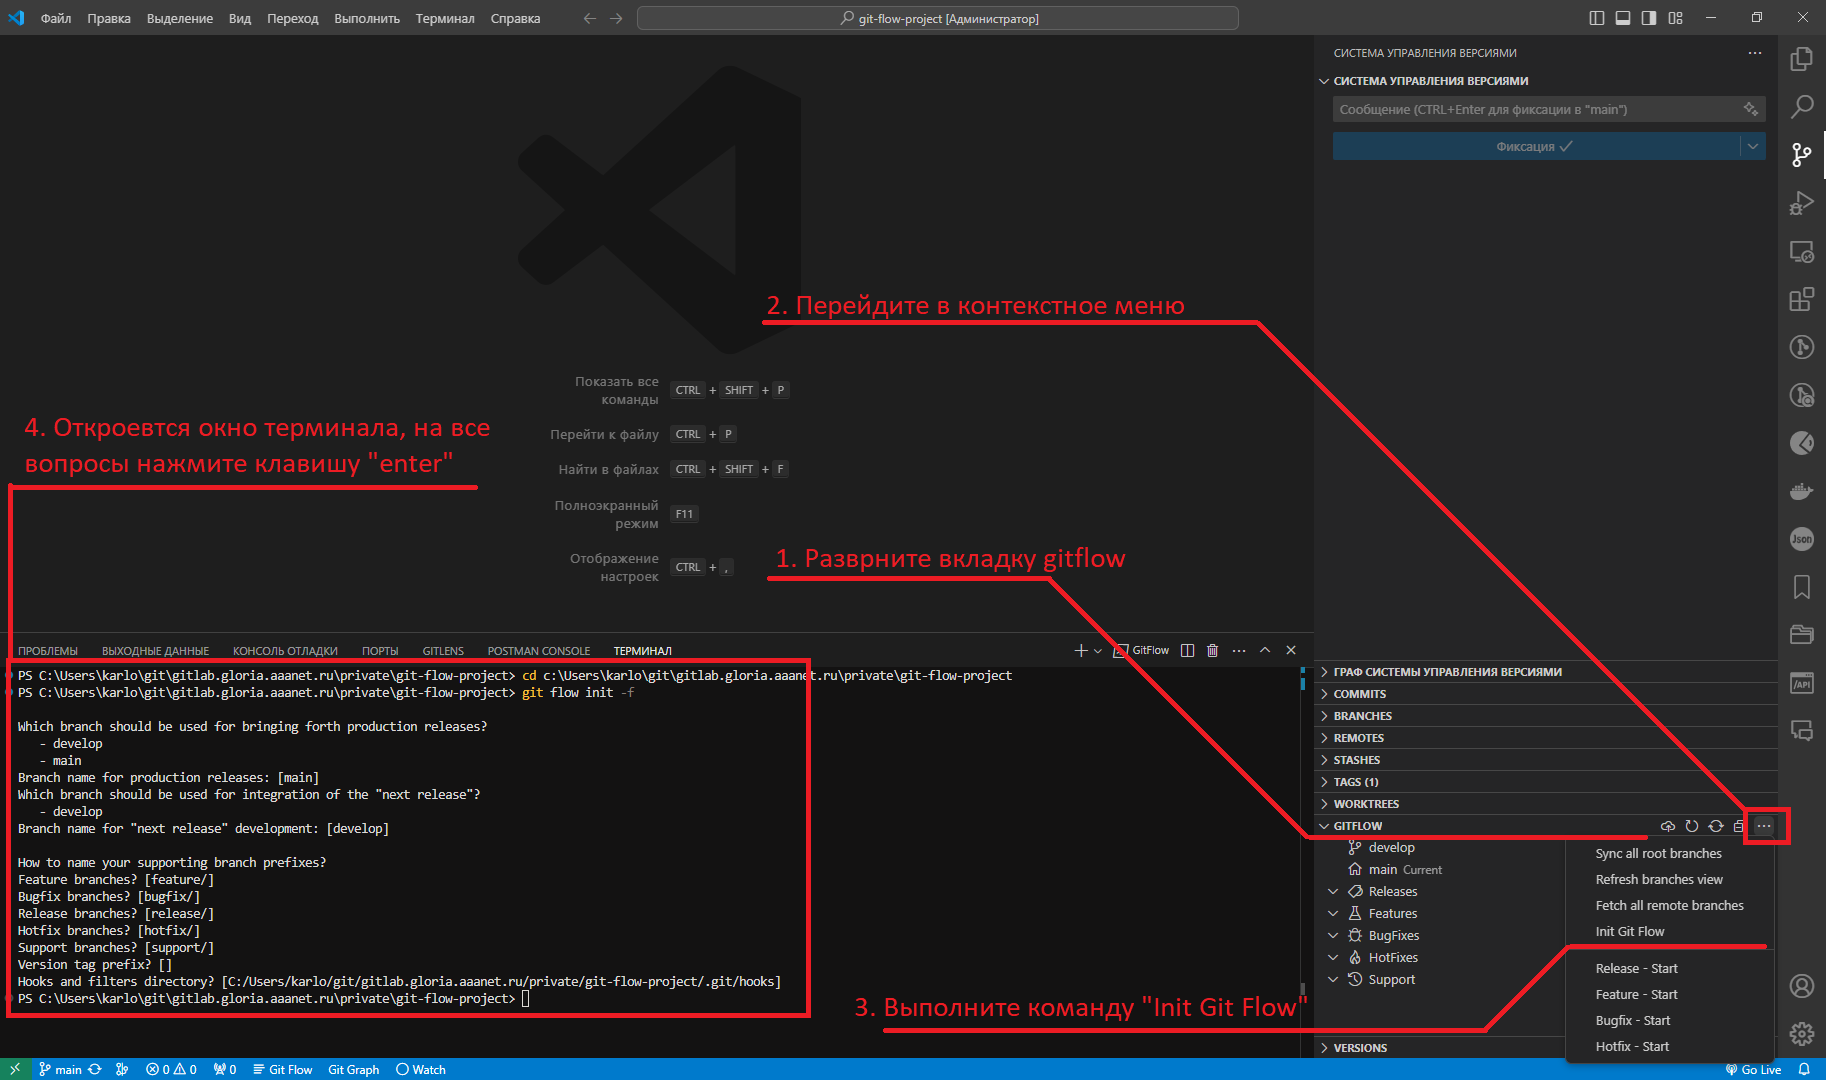 Файл Правка Выделение Вид Переход Выполнить Терминал Справка
git-flow-project [Администратор]
СИСТЕМА УПРАВЛЕНИЯ ВЕРСИЯМИ
СИСТЕМА УПРАВЛЕНИЯ ВЕРСИЯМИ
Сообщение (CTRL+Enter для фиксации в "main")
Фиксация
2. Перейдите в контекстное меню
Показать все
команды
CTRL + SHIFT + P
Перейти к файлу CTRL + P
Найти в файлах CTRL + SHIFT + F
Полноэкранный
режим
F11
Отображение
настроек
CTRL + ,
4. Откроевтся окно терминала, на все
вопросы нажмите клавишу "enter"
1. Разврните вкладку gitflow
ПРОБЛЕМЫ ВЫХОДНЫЕ ДАННЫЕ КОНСОЛЬ ОТЛАДКИ ПОРТЫ GITLENS POSTMAN CONSOLE ТЕРМИНАЛ
GitFlow
PS C:\Users\karlo\git\gitlab.gloria.aaanet.ru\private\git-flow-project> cd c:\Users\karlo\git\gitlab.gloria.aaanet.ru\private\git-flow-project
PS C:\Users\karlo\git\gitlab.gloria.aaanet.ru\private\git-flow-project> git flow init -f
Which branch should be used for bringing forth production releases?
- develop
- main
Branch name for production releases: [main]
Which branch should be used for integration of the "next release"?
- develop
Branch name for "next release" development: [develop]
How to name your supporting branch prefixes?
Feature branches? [feature/]
Bugfix branches? [bugfix/]
Release branches? [release/]
Hotfix branches? [hotfix/]
Support branches? [support/]
Version tag prefix? []
Hooks and filters directory? [C:/Users/karlo/git/gitlab.gloria.aaanet.ru/private/git-flow-project/.git/hooks]
PS C:\Users\karlo\git\gitlab.gloria.aaanet.ru\private\git-flow-project>
ГРАФ СИСТЕМЫ УПРАВЛЕНИЯ ВЕРСИЯМИ
COMMITS
BRANCHES
REMOTES
STASHES
TAGS (1)
WORKTREES
GITFLOW
develop
main Current
Releases
Features
BugFixes
HotFixes
Support
VERSIONS
Sync all root branches
Refresh branches view
Fetch all remote branches
Init Git Flow
Release - Start
Feature - Start
Bugfix - Start
Hotfix - Start
3. Выполните команду "Init Git Flow"
Json
/API
main 0 0 0 Git Flow Git Graph Watch Go Live